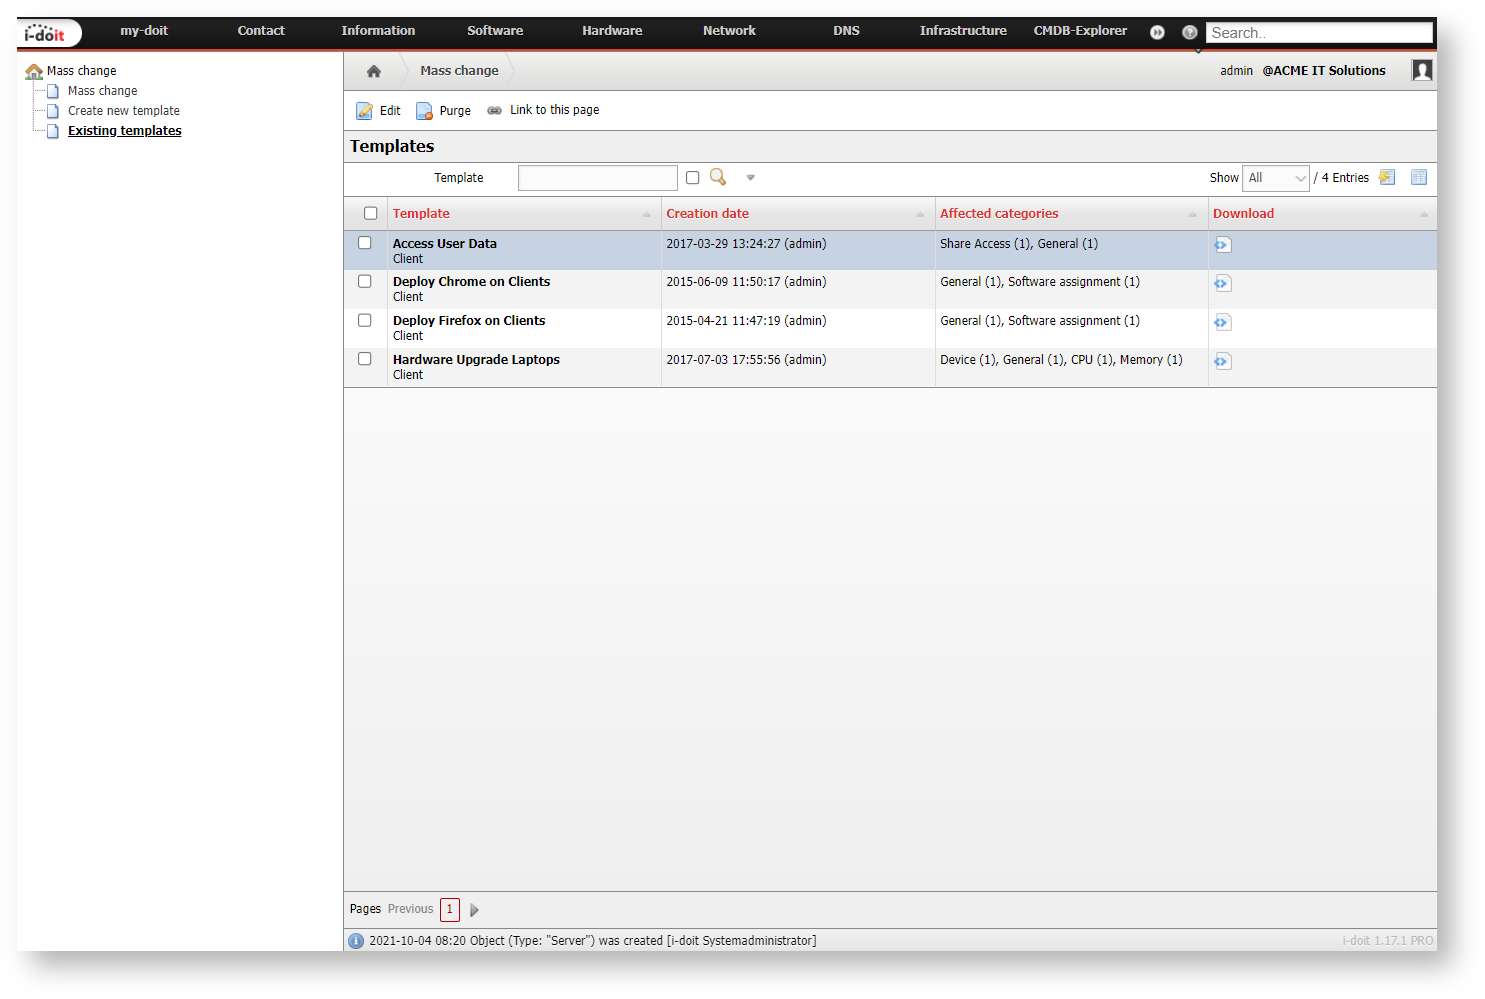 i-doit my-doit Contact Information Software Hardware Network DNS Infrastructure CMDB-Explorer Search..
Mass change
Mass change
Create new template
Existing templates
Mass change admin @ACME IT Solutions
Edit Purge Link to this page
Templates
Template Show All / 4 Entries
Template Creation date Affected categories Download
Access User Data 2017-03-29 13:24:27 (admin) Share Access (1), General (1)
Client
Deploy Chrome on Clients 2015-06-09 11:50:17 (admin) General (1), Software assignment (1)
Client
Deploy Firefox on Clients 2015-04-21 11:47:19 (admin) General (1), Software assignment (1)
Client
Hardware Upgrade Laptops 2017-07-03 17:55:56 (admin) Device (1), General (1), CPU (1), Memory (1)
Client
Pages Previous 1
2021-10-04 08:20 Object (Type: "Server") was created [i-doit Systemadministrator] i-doit 1.17.1 PRO